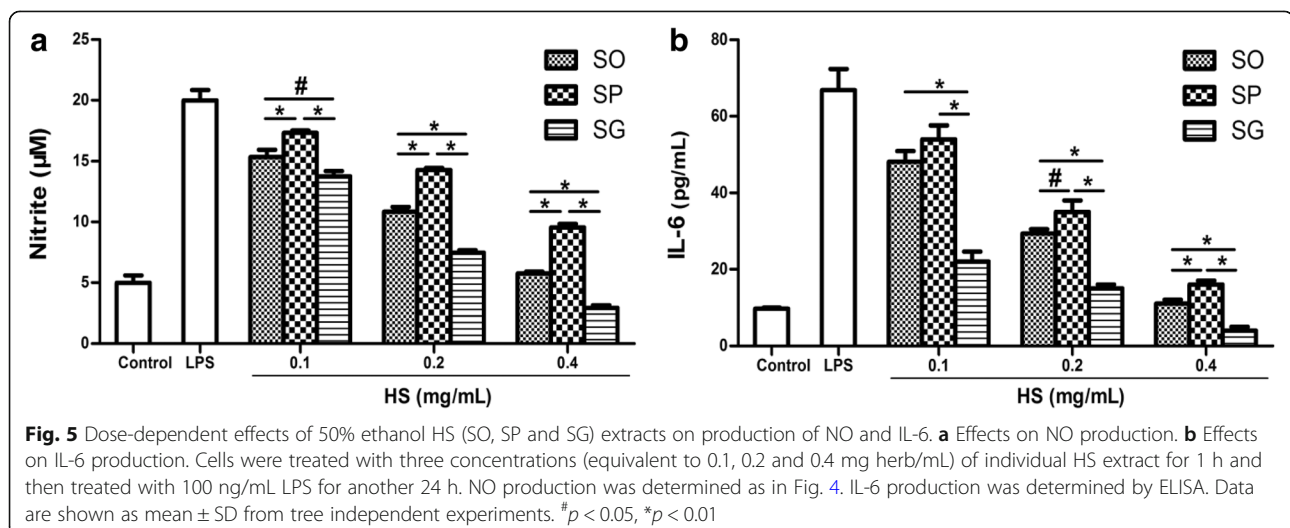 a
25
20
15
10
5
0
Nitrite (µM)
SO
SP
SG
#
* *
*
* *
*
* *
Control LPS 0.1 0.2 0.4
HS (mg/mL)
b
80
60
40
20
0
IL-6 (pg/mL)
SO
SP
SG
*
*
*
# *
*
* *
Control LPS 0.1 0.2 0.4
HS (mg/mL)
Fig. 5 Dose-dependent effects of 50% ethanol HS (SO, SP and SG) extracts on production of NO and IL-6. a Effects on NO production. b Effects
on IL-6 production. Cells were treated with three concentrations (equivalent to 0.1, 0.2 and 0.4 mg herb/mL) of individual HS extract for 1 h and
then treated with 100 ng/mL LPS for another 24 h. NO production was determined as in Fig. 4. IL-6 production was determined by ELISA. Data
are shown as mean ± SD from tree independent experiments. #p < 0.05, *p < 0.01